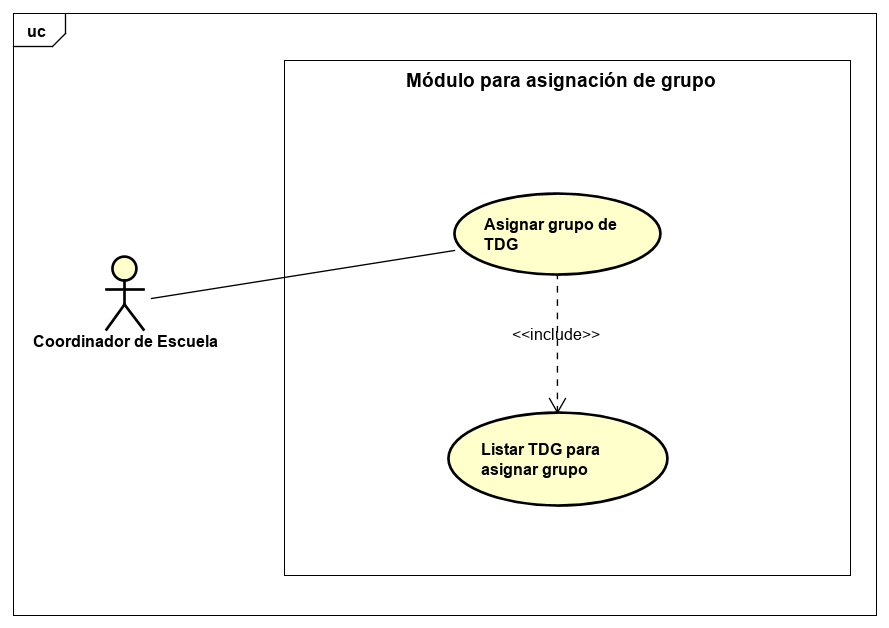 uc
Módulo para asignación de grupo
Asignar grupo de
TDG
<<include>>
Coordinador de Escuela
Listar TDG para
asignar grupo